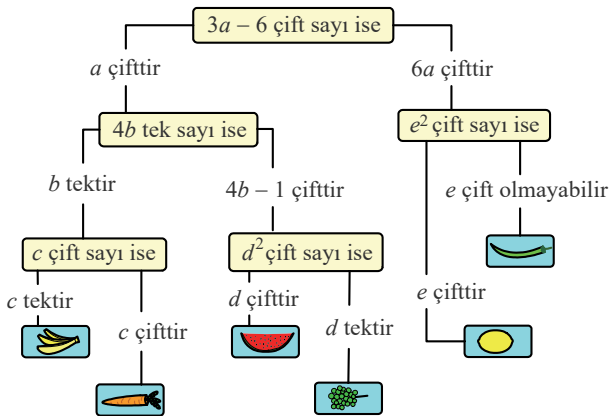 3a – 6 çift sayı ise
a çifttir
6a çifttir
4b tek sayı ise
e² çift sayı ise
b tektir
4b – 1 çifttir
e çift olmayabilir
c çift sayı ise
d² çift sayı ise
c tektir
d çifttir
e çifttir
c çifttir
d tektir